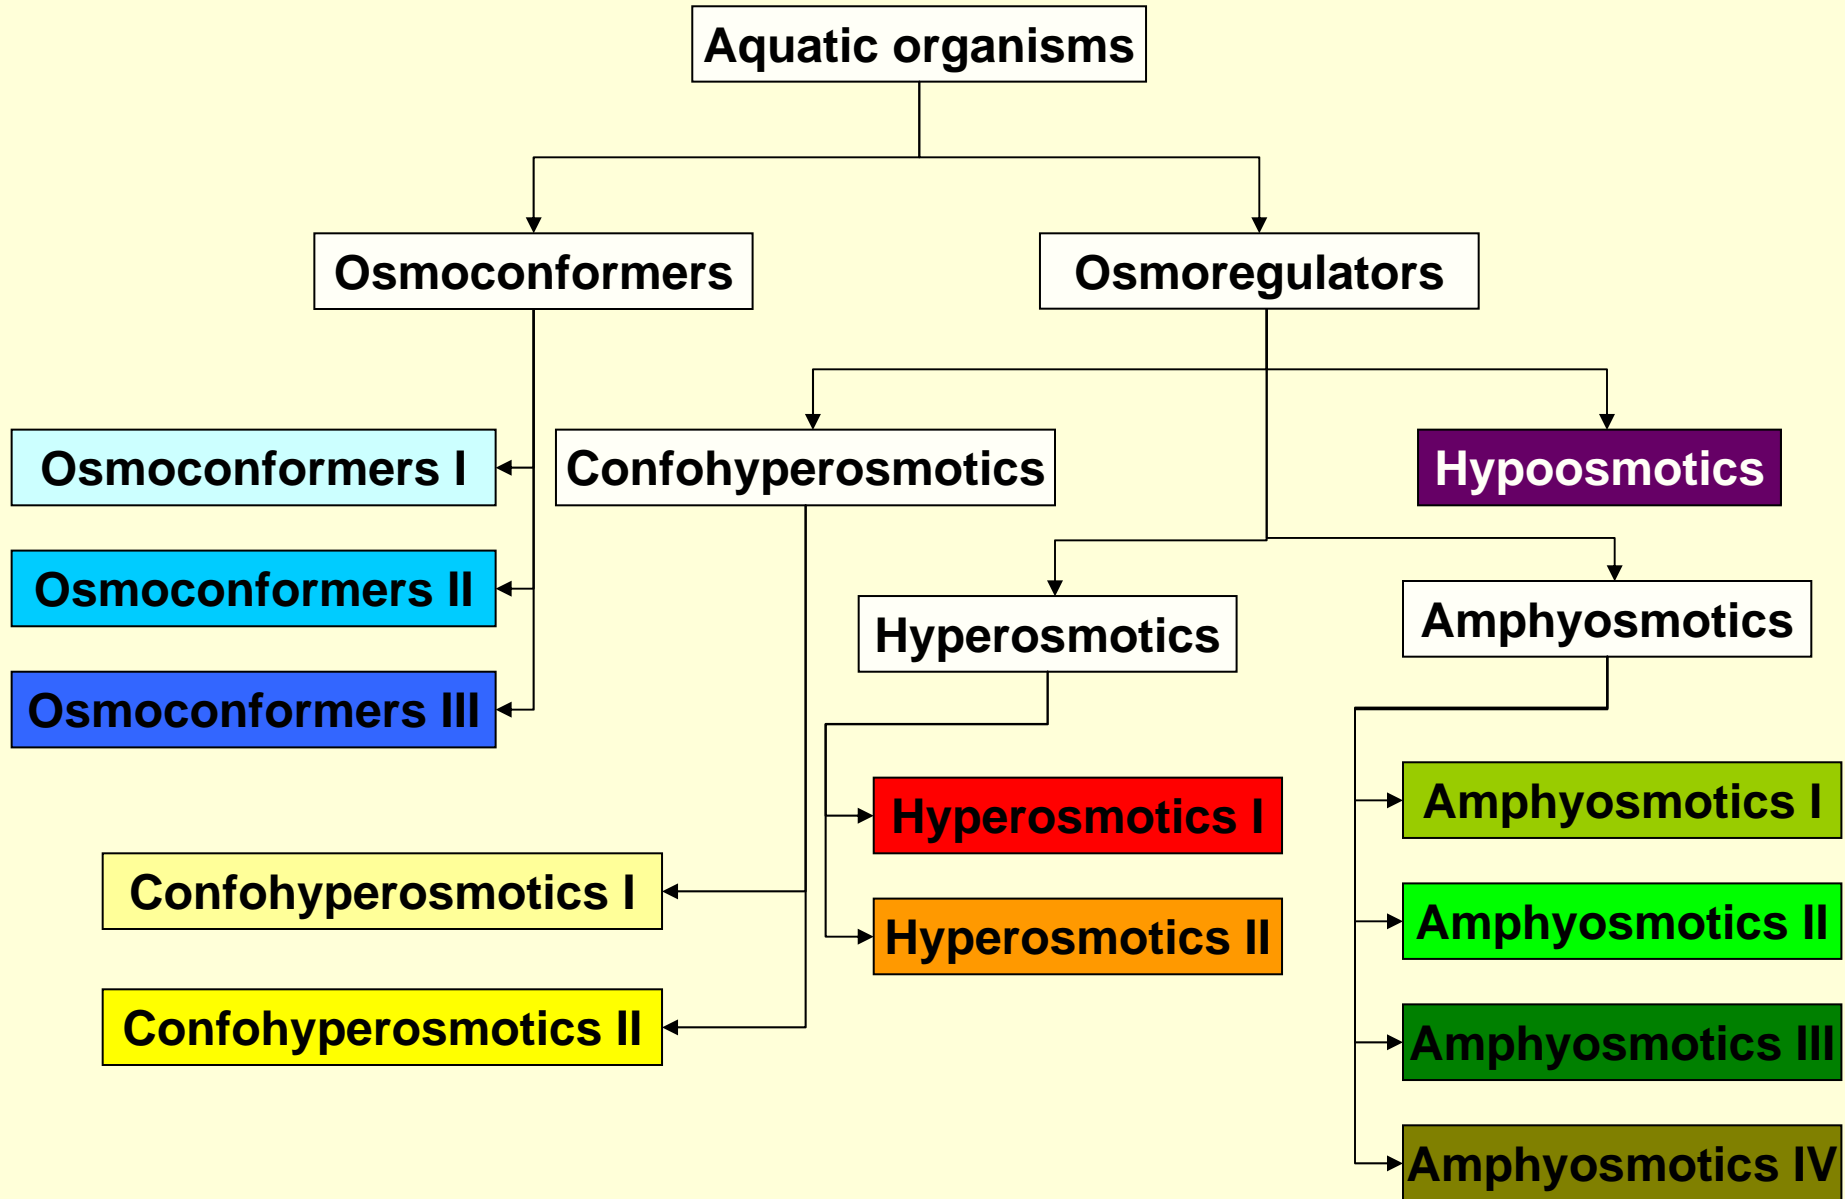 Aquatic organisms
Osmoconformers
Osmoregulators
Osmoconformers I
Confohyperosmotics
Hypoosmotics
Osmoconformers II
Hyperosmotics
Amphyosmotics
Osmoconformers III
Hyperosmotics I
Amphyosmotics I
Confohyperosmotics I
Hyperosmotics II
Amphyosmotics II
Confohyperosmotics II
Amphyosmotics III
Amphyosmotics IV